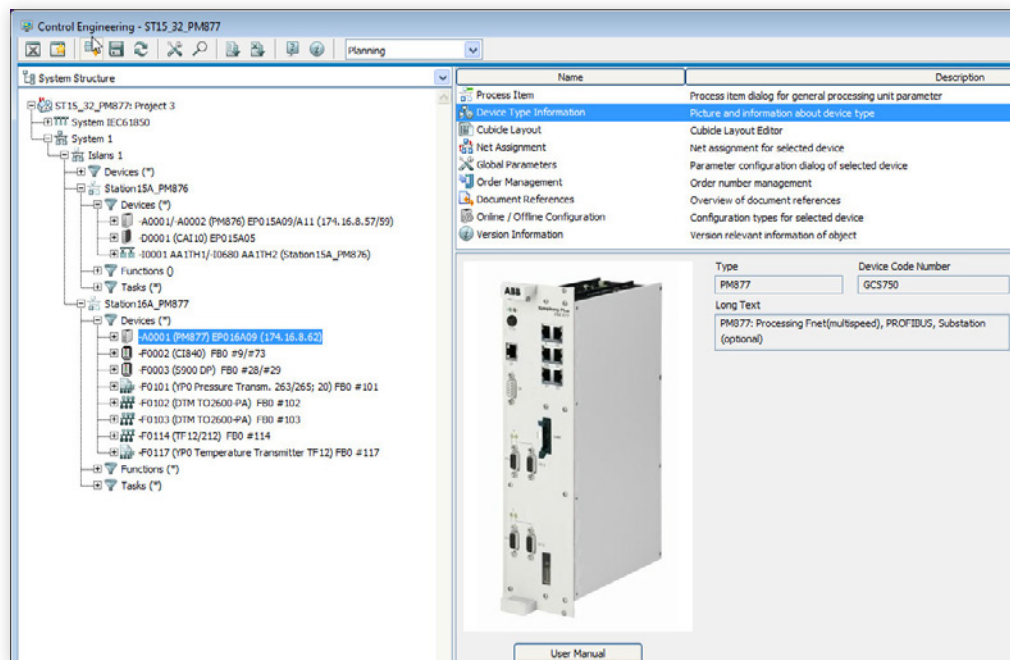 Control Engineering - ST15_32_PM877
Planning
System Structure
ST15_32_PM877: Project 3
System IEC61850
System 1
Islans 1
Devices (*)
Station15A_PM876
Devices (*)
-A0001/-A0002 (PM876) EP015A09/A11 (174.16.8.57/59)
-D0001 (CAI10) EP015A05
-I0001 AA1TH1/-I0680 AA1TH2 (Station15A_PM876)
Functions ()
Tasks (*)
Station16A_PM877
Devices (*)
-A0001 (PM877) EP016A09 (174.16.8.62)
-F0002 (CI840) FB0 #9/#73
-F0003 (S900 DP) FB0 #28/#29
-F0101 (YP0 Pressure Transm. 263/265; 20) FB0 #101
-F0102 (DTM TO2600-PA) FB0 #102
-F0103 (DTM TO2600-PA) FB0 #103
-F0114 (TF12/212) FB0 #114
-F0117 (YP0 Temperature Transmitter TF12) FB0 #117
Functions (*)
Tasks (*)
Name Description
Process Item Process item dialog for general processing unit parameter
Device Type Information Picture and information about device type
Cubicle Layout Cubicle Layout Editor
Net Assignment Net assignment for selected device
Global Parameters Parameter configuration dialog of selected device
Order Management Order number management
Document References Overview of document references
Online / Offline Configuration Configuration types for selected device
Version Information Version relevant information of object
ABB
Symphony Plus
Type Device Code Number
PM877 GCS750
Long Text
PM877: Processing Fnet(multispeed), PROFIBUS, Substation
(optional)
User Manual